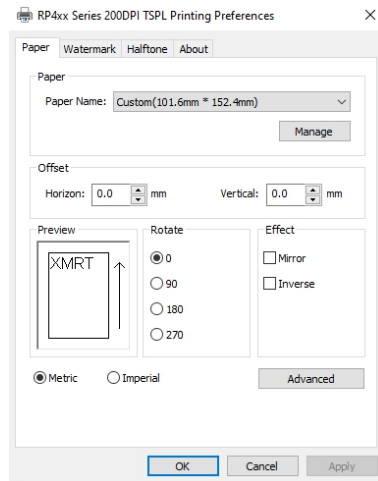 RP4xx Series 200DPI TSPL Printing Preferences
Paper Watermark Halftone About
Paper
Paper Name: Custom(101.6mm * 152.4mm)
Manage
Offset
Horizon: 0.0 mm Vertical: 0.0 mm
Preview Rotate Effect
XMRT
0
Mirror
90
Inverse
180
270
Metric Imperial Advanced
OK Cancel Apply